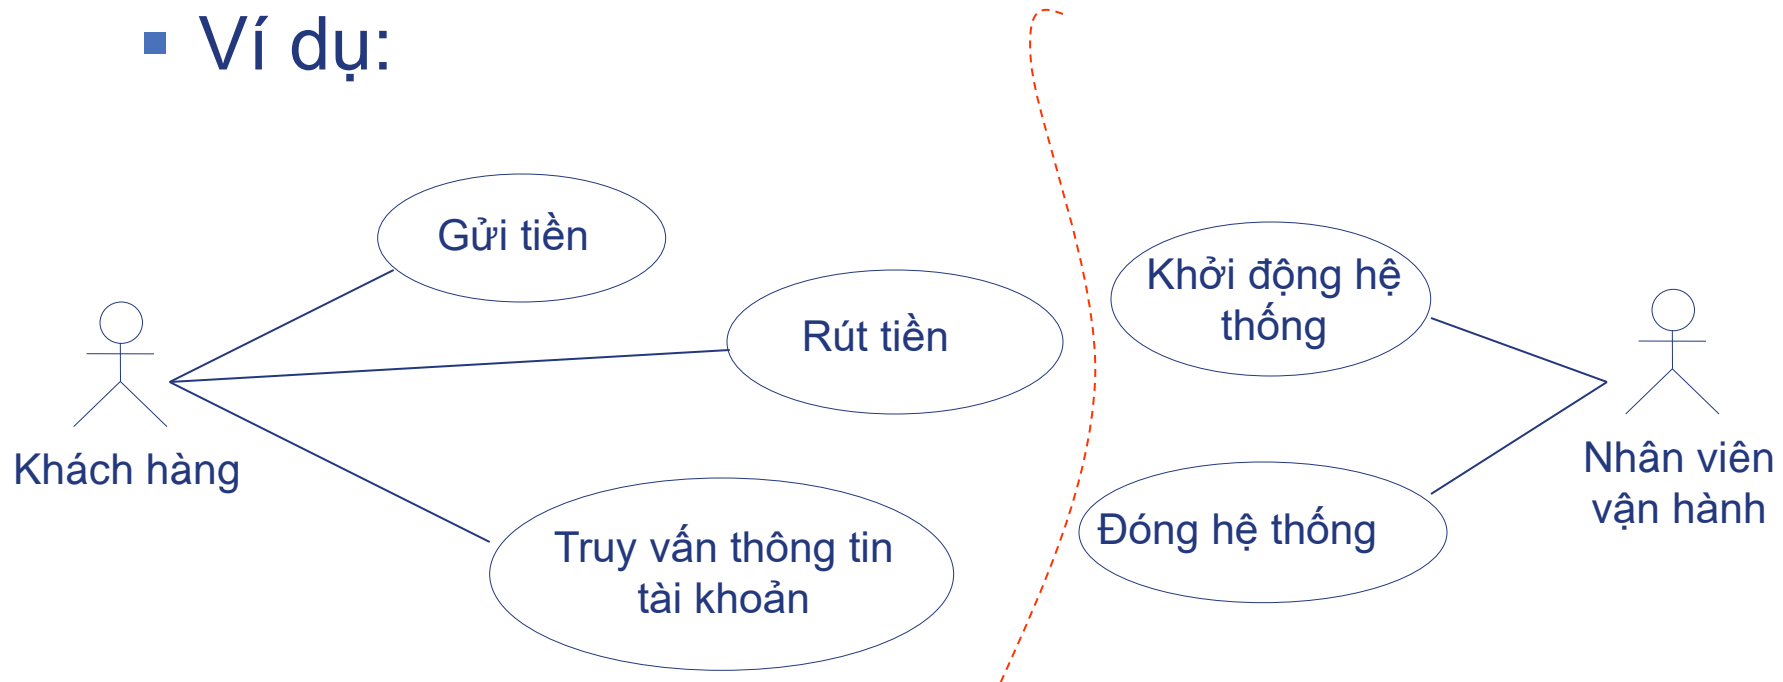 Ví dụ:
Gửi tiền
Rút tiền
Khách hàng
Truy vấn thông tin
tài khoản
Khởi động hệ
thống
Đóng hệ thống
Nhân viên
vận hành